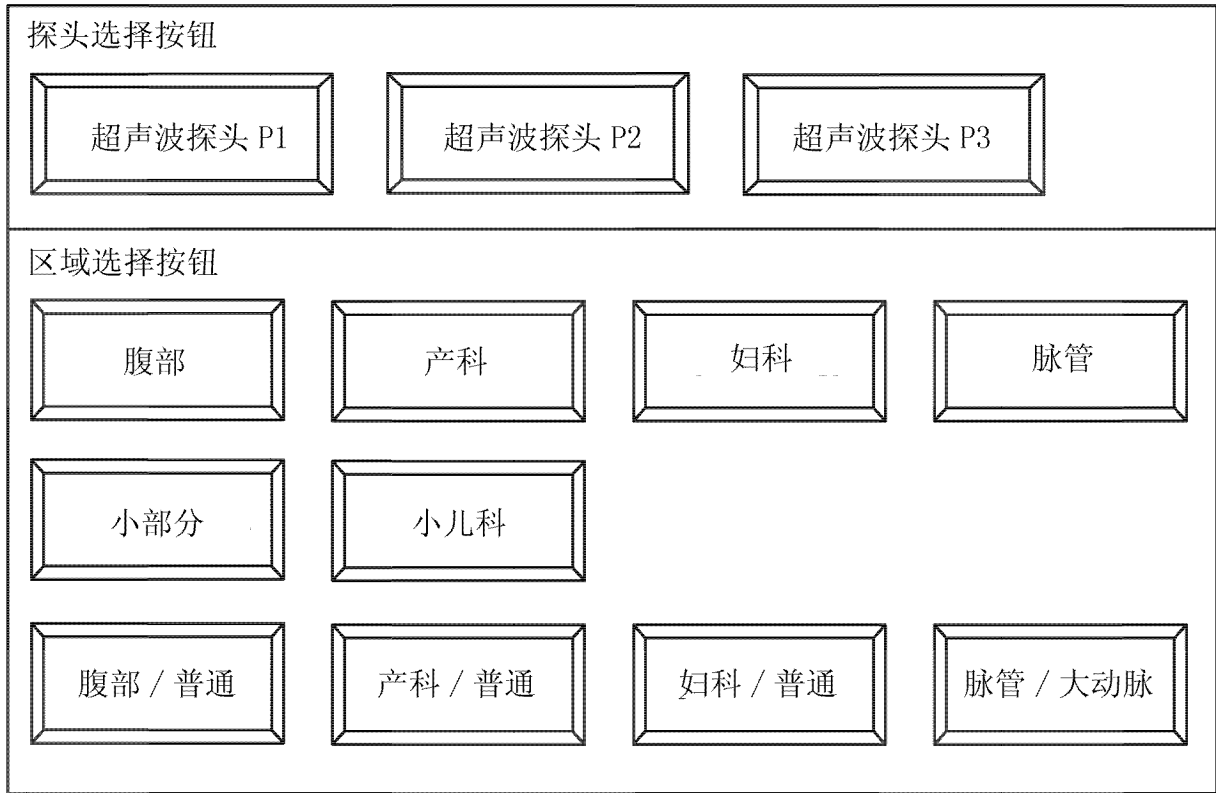 探头选择按钮
超声波探头 P1 超声波探头 P2 超声波探头 P3
区域选择按钮
腹部 产科 妇科 脉管
小部分 小儿科
腹部 / 普通 产科 / 普通 妇科 / 普通 脉管 / 大动脉